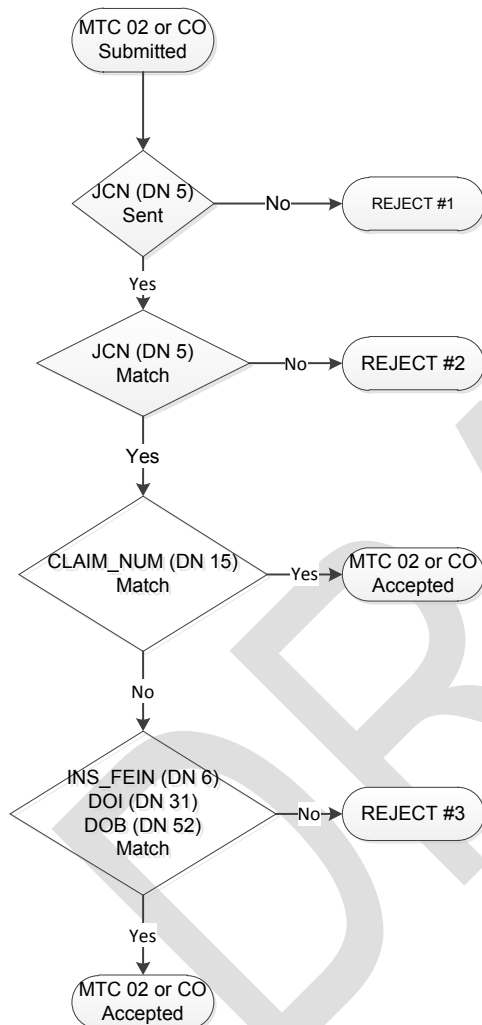 MTC 02 or CO
Submitted
JCN (DN 5)
Sent
No
REJECT #1
Yes
JCN (DN 5)
Match
No
REJECT #2
Yes
CLAIM_NUM (DN 15)
Match
Yes
MTC 02 or CO
Accepted
No
INS_FEIN (DN 6)
DOI (DN 31)
DOB (DN 52)
Match
No
REJECT #3
Yes
MTC 02 or CO
Accepted